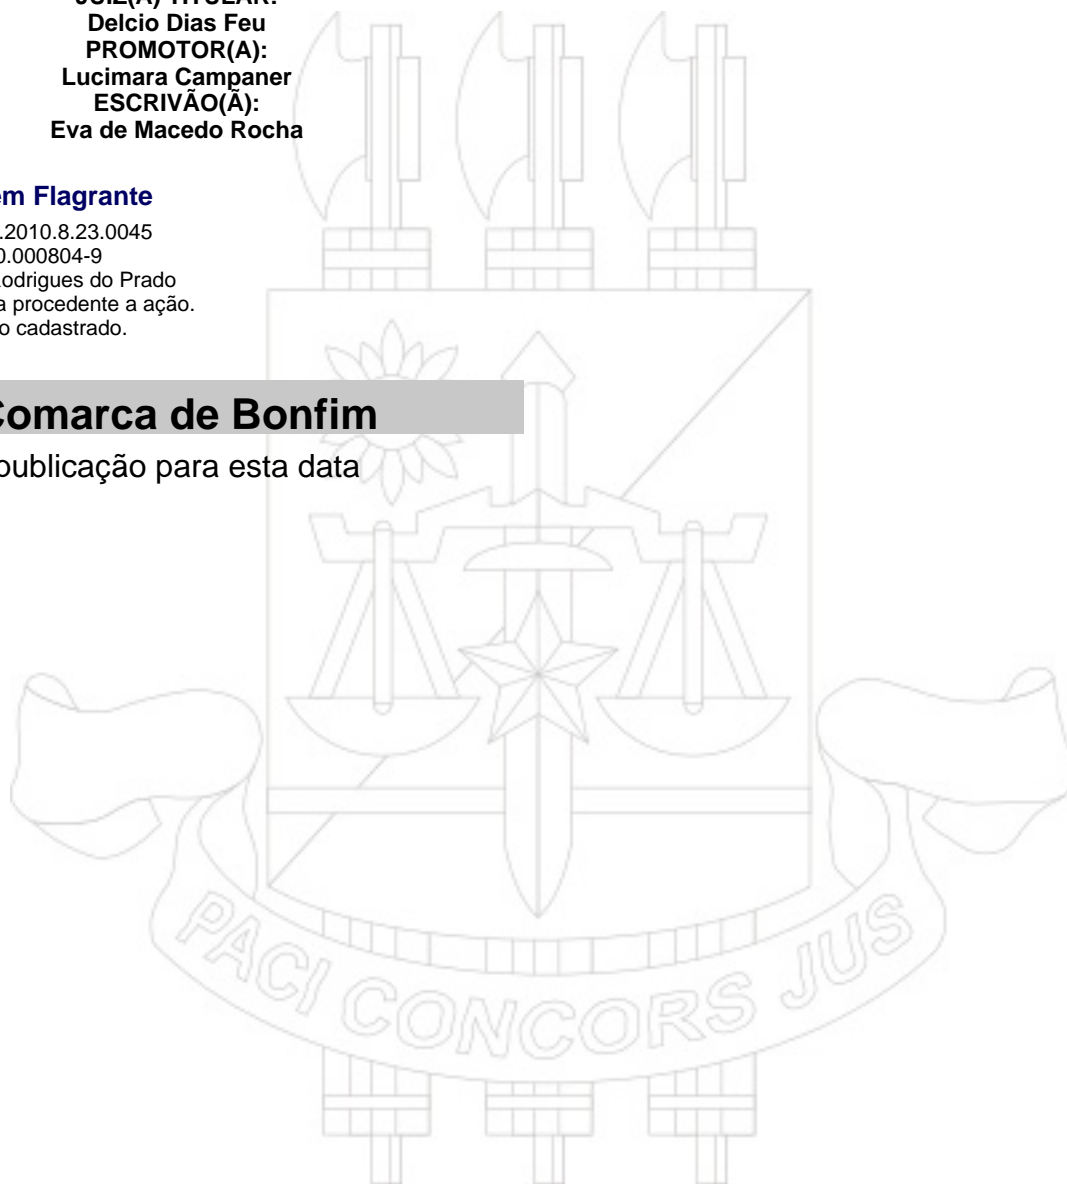 JUIZ(A) TITULAR:
Delcio Dias Feu
PROMOTOR(A):
Lucimara Campaner
ESCRIVÃO(Ã):
Eva de Macedo Rocha
em Flagrante
.2010.8.23.0045
0.000804-9
Rodrigues do Prado
a procedente a ação.
o cadastrado.
Comarca de Bonfim
publicação para esta data
PACI CONCORS JUS